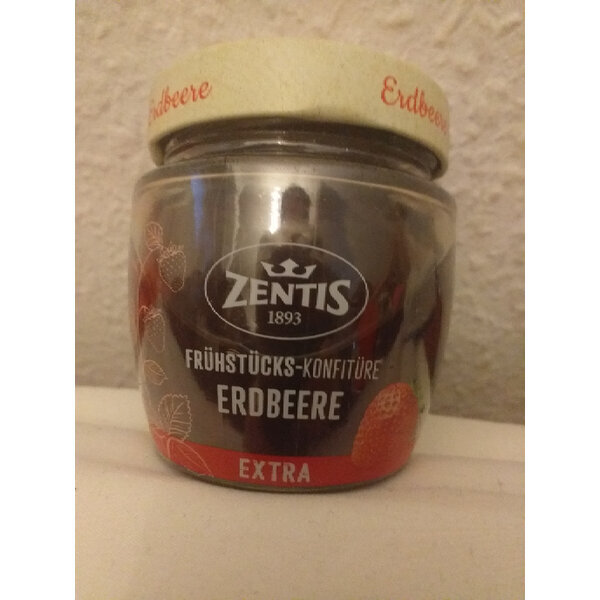 Erdbeere Erdbeere
ZENTIS
1893
FRÜHSTÜCKS-KONFITÜRE
ERDBEERE
EXTRA